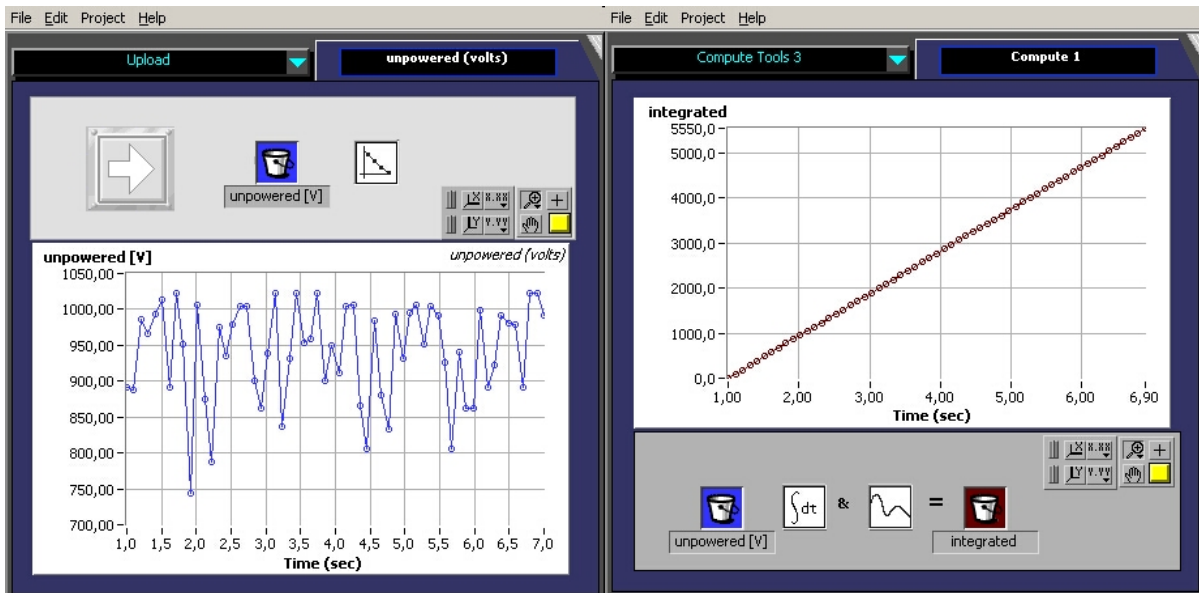 File Edit Project Help
Upload
unpowered (volts)
unpowered [V]
X X.XX
Y Y.YY
unpowered [V]
unpowered (volts)
1050,00
1000,00
950,00
900,00
850,00
800,00
750,00
700,00
1,0 1,5 2,0 2,5 3,0 3,5 4,0 4,5 5,0 5,5 6,0 6,5 7,0
Time (sec)
File Edit Project Help
Compute Tools 3
Compute 1
integrated
5550,0
5000,0
4000,0
3000,0
2000,0
1000,0
0,0
1,00 2,00 3,00 4,00 5,00 6,00 6,90
Time (sec)
X X.XX
Y Y.YY
∫dt & =
unpowered [V]
integrated